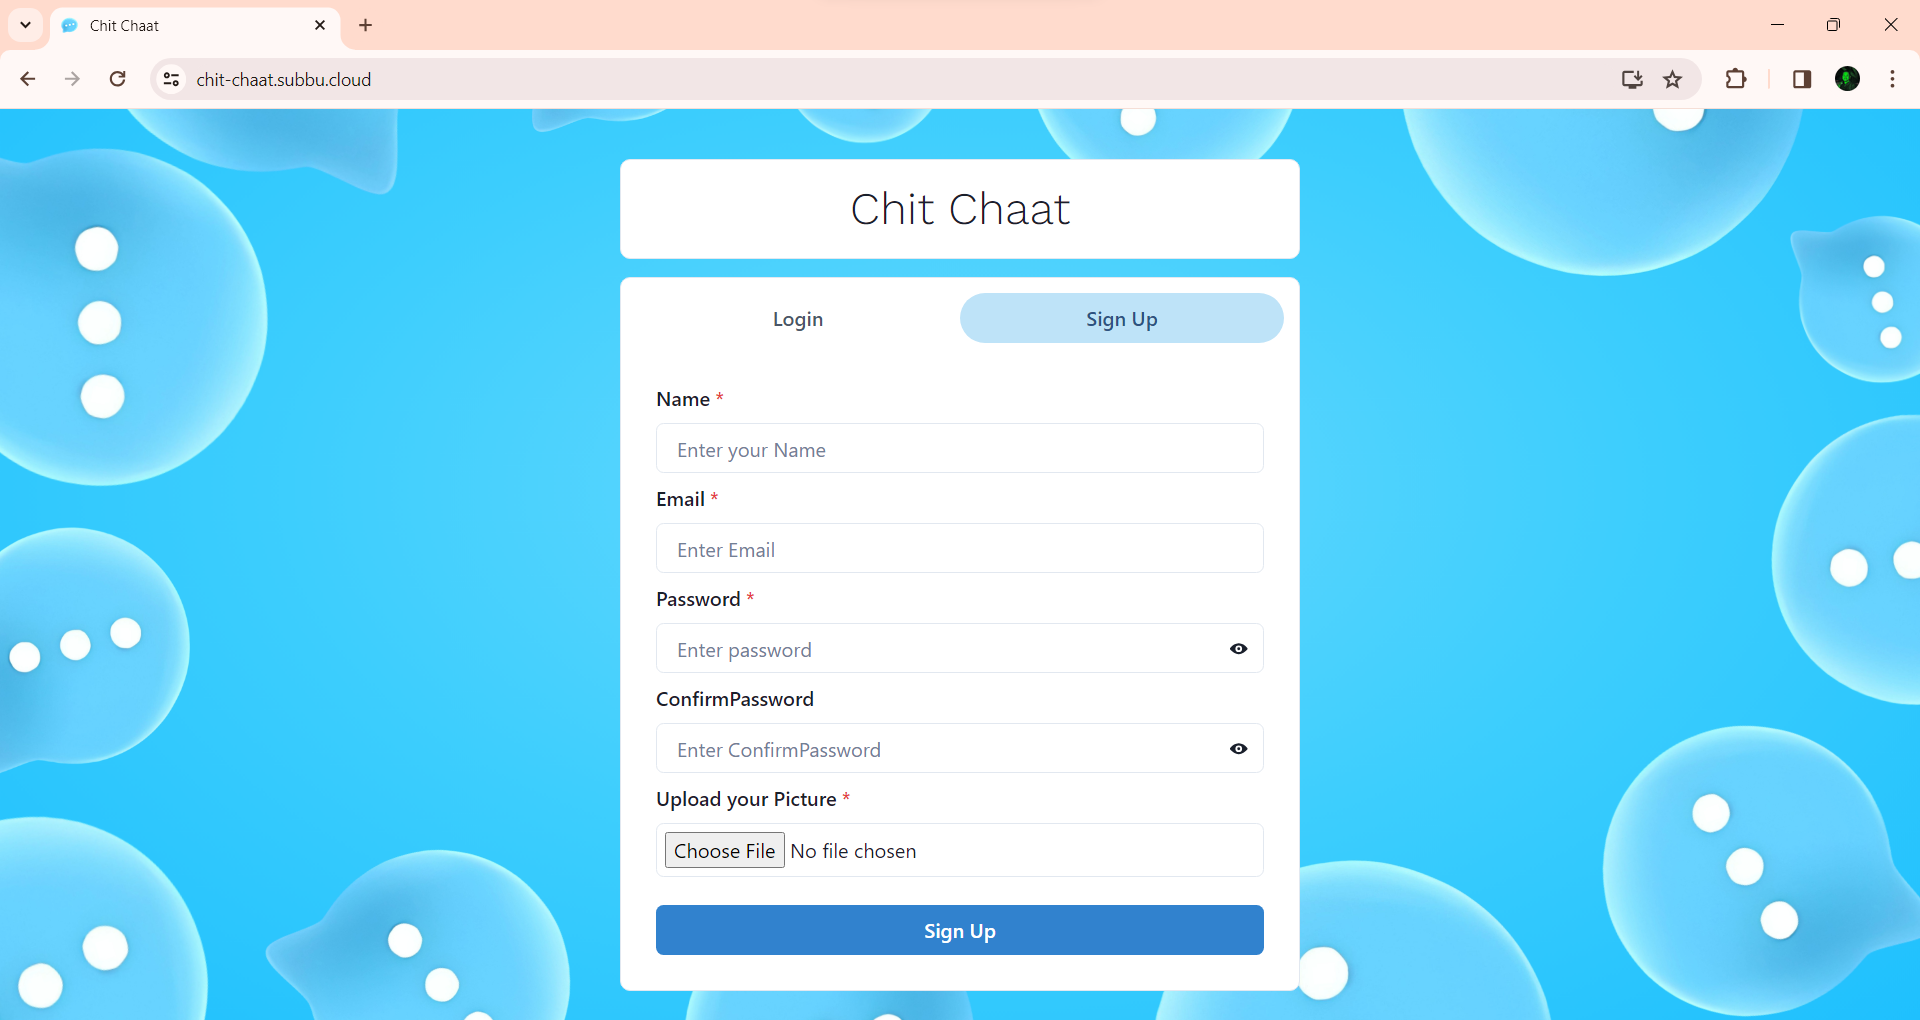 Chit Chaat
chit-chaat.subbu.cloud
Chit Chaat
Login
Sign Up
Name *
Enter your Name
Email *
Enter Email
Password *
Enter password
ConfirmPassword
Enter ConfirmPassword
Upload your Picture *
Choose File No file chosen
Sign Up